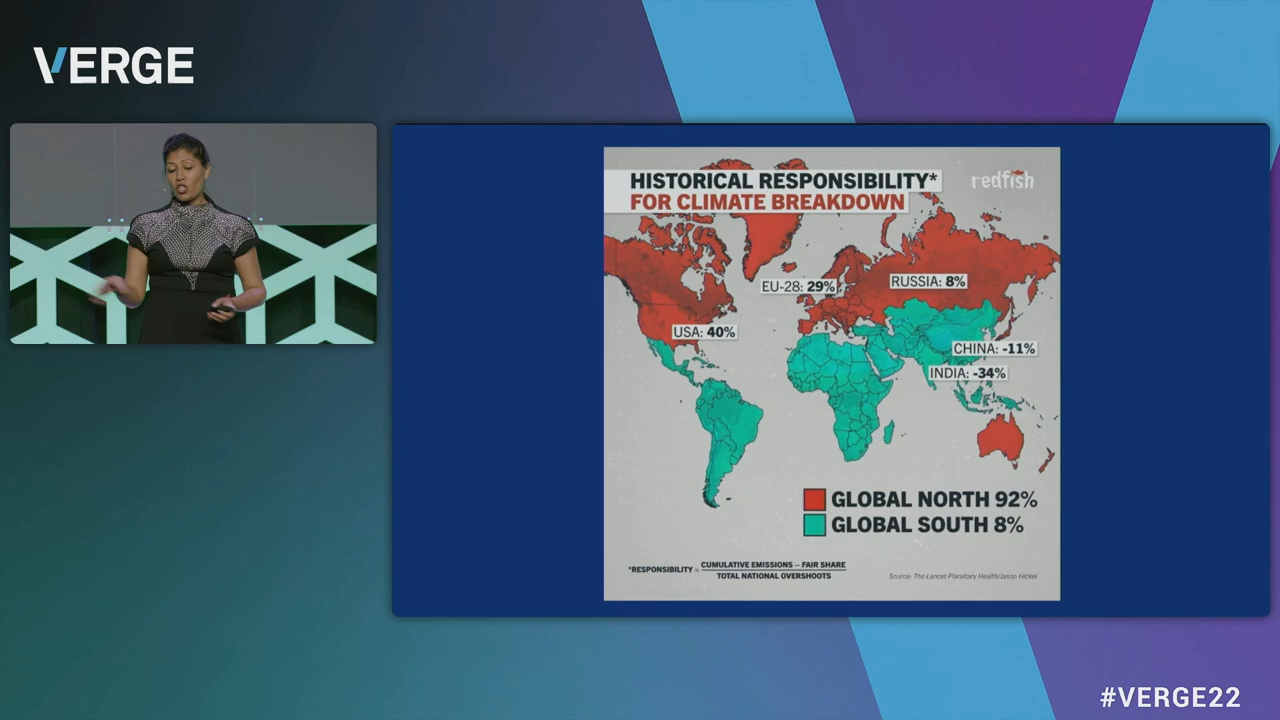 VERGE
HISTORICAL RESPONSIBILITY*
FOR CLIMATE BREAKDOWN
redfish
EU-28: 29%
RUSSIA: 8%
USA: 40%
CHINA: -11%
INDIA: -34%
GLOBAL NORTH 92%
GLOBAL SOUTH 8%
*RESPONSIBILITY = CUMULATIVE EMISSIONS – FAIR SHARE
TOTAL NATIONAL OVERSHOOTS
Source: The Lancet Planetary Health/Jason Hickel
#VERGE22